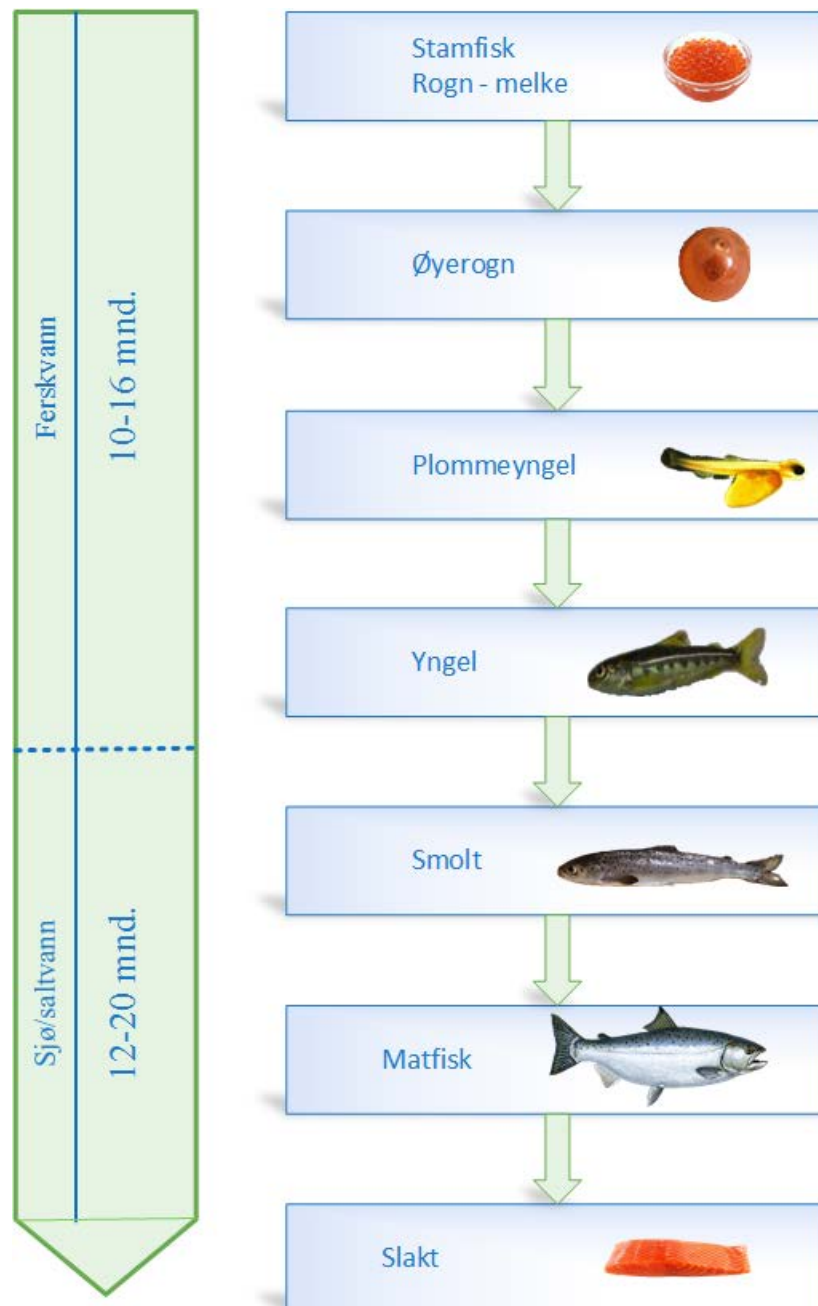 Stamfisk
Rogn - melke
Øyerogn
Plommeyngel
Yngel
Smolt
Matfisk
Slakt
Ferskvann
10-16 mnd.
Sjø/saltvann
12-20 mnd.